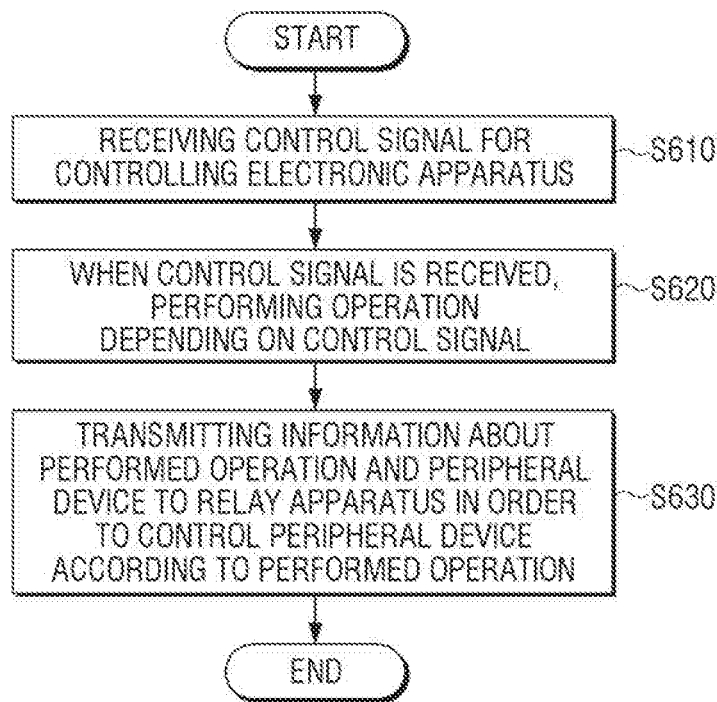 START
RECEIVING CONTROL SIGNAL FOR
CONTROLLING ELECTRONIC APPARATUS
S610
WHEN CONTROL SIGNAL IS RECEIVED,
PERFORMING OPERATION
DEPENDING ON CONTROL SIGNAL
S620
TRANSMITTING INFORMATION ABOUT
PERFORMED OPERATION AND PERIPHERAL
DEVICE TO RELAY APPARATUS IN ORDER
TO CONTROL PERIPHERAL DEVICE
ACCORDING TO PERFORMED OPERATION
S630
END